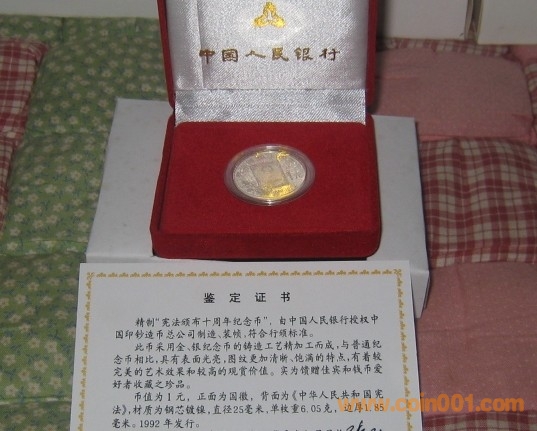 中国人民银行
鉴定证书
精制"宪法颁布十周年纪念币"，自中国人民银行授权中
国印钞造币总公司制造、装帧，符合行颁标准。
此币采用金、银纪念币的铸造工艺精加工而成，与普通纪
念币相比，具有表面光亮，图纹更加清晰、饱满的特点，有着较
完美的艺术效果和较高的观赏价值。实为馈赠佳宾和钱币爱
好者收藏之珍品。
币值为1元，正面为国徽，背面为《中华人民共和国宪
法》，材质为钢芯镀镍，直径25毫米，单枚重6.05克，边厚1.85
毫米。1992年发行。
www.coin001.com